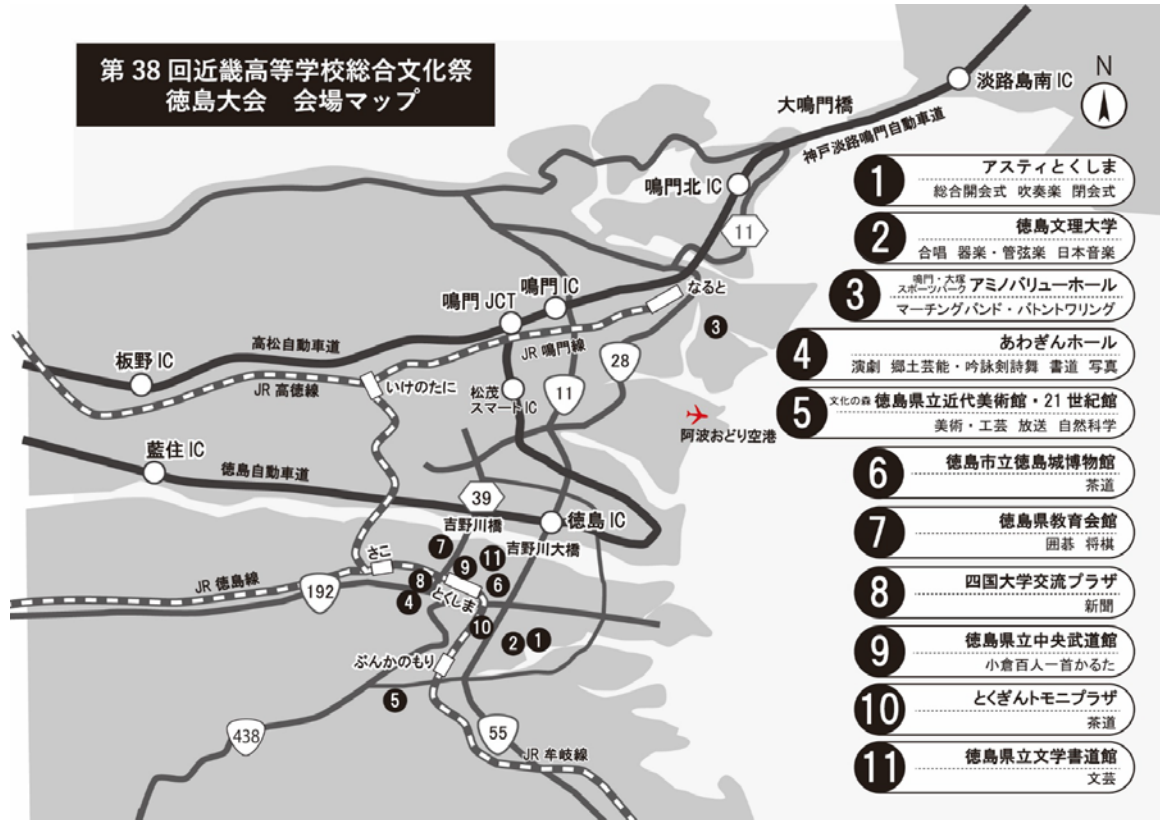 第 38 回近畿高等学校総合文化祭
徳島大会　会場マップ
淡路島南 IC
N
大鳴門橋
神戸淡路鳴門自動車道
鳴門北 IC
11
鳴門 IC
鳴門 JCT
なると
JR 鳴門線
高松自動車道
板野 IC
JR 高徳線
いけのたに
松茂
スマート IC
11
28
3
阿波おどり空港
藍住 IC
徳島自動車道
39
徳島 IC
吉野川橋
吉野川大橋
さこ
JR 徳島線
192
7
9
11
8
6
4
とくしま
10
2
1
ぶんかのもり
5
438
55
JR 牟岐線
1
アスティとくしま
総合開会式 吹奏楽 閉会式
2
徳島文理大学
合唱 器楽・管弦楽 日本音楽
3
鳴門・大塚
スポーツパーク アミノバリューホール
マーチングバンド・バトントワリング
4
あわぎんホール
演劇 郷土芸能・吟詠剣詩舞 書道 写真
5
文化の森 徳島県立近代美術館・21 世紀館
美術・工芸 放送 自然科学
6
徳島市立徳島城博物館
茶道
7
徳島県教育会館
囲碁 将棋
8
四国大学交流プラザ
新聞
9
徳島県立中央武道館
小倉百人一首かるた
10
とくぎんトモニプラザ
茶道
11
徳島県立文学書道館
文芸